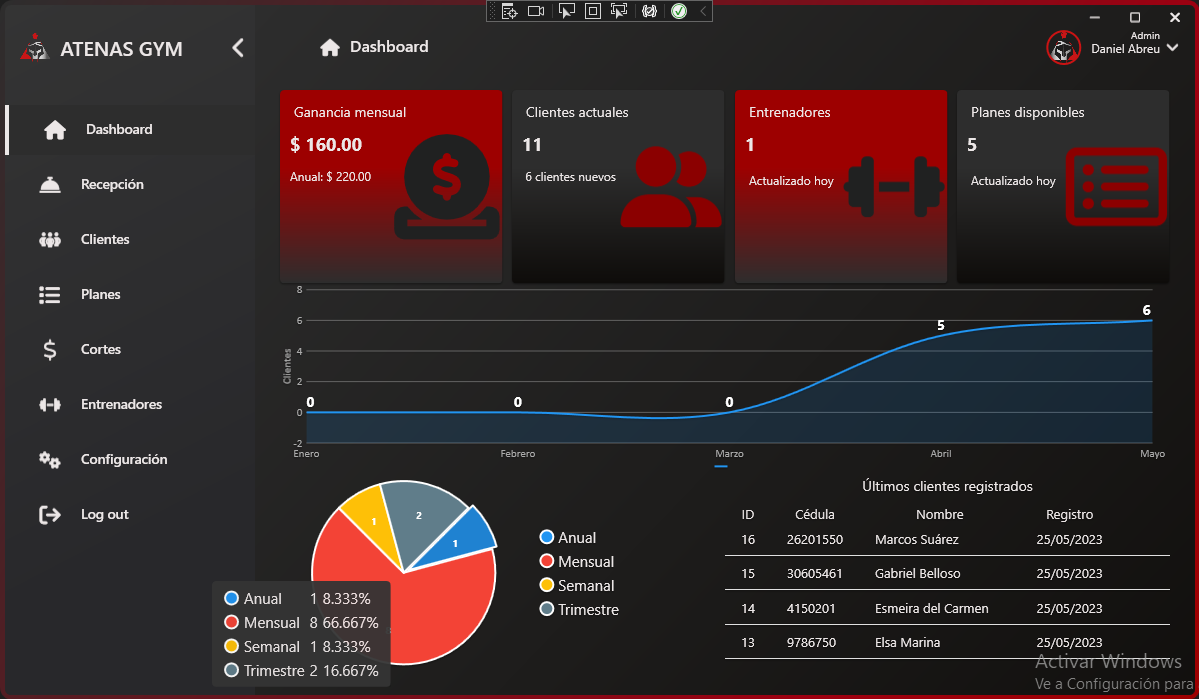 ATENAS GYM
Dashboard
Admin
Daniel Abreu
Dashboard
Recepción
Clientes
Planes
Cortes
Entrenadores
Configuración
Log out
Ganancia mensual
$ 160.00
Anual: $ 220.00
Clientes actuales
11
6 clientes nuevos
Entrenadores
1
Actualizado hoy
Planes disponibles
5
Actualizado hoy
Clientes
8
6
4
2
0
-2
0
0
0
5
6
Enero Febrero Marzo Abril Mayo
1
2
1
Anual
Mensual
Semanal
Trimestre
Anual 1 8.333%
Mensual 8 66.667%
Semanal 1 8.333%
Trimestre 2 16.667%
Últimos clientes registrados
ID Cédula Nombre Registro
16 26201550 Marcos Suárez 25/05/2023
15 30605461 Gabriel Belloso 25/05/2023
14 4150201 Esmeira del Carmen 25/05/2023
13 9786750 Elsa Marina 25/05/2023
Activar Windows
Ve a Configuración para